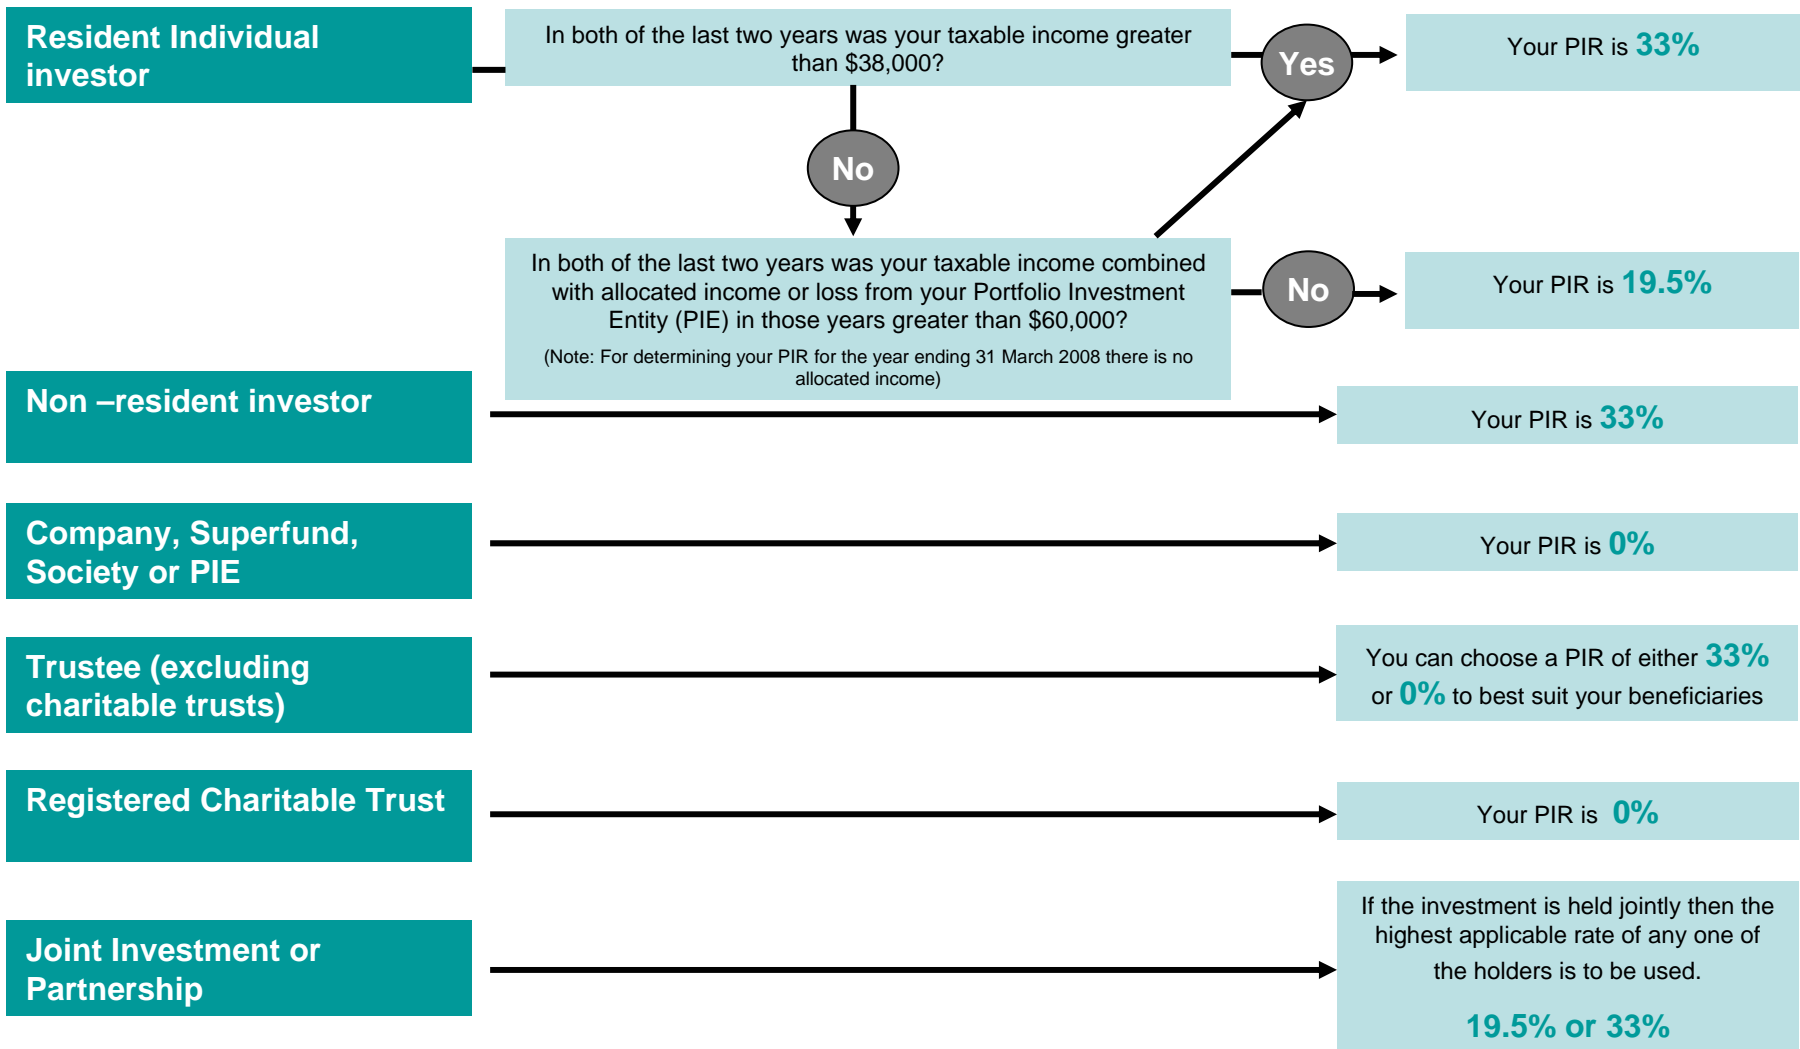 Resident Individual
investor
In both of the last two years was your taxable income greater
than $38,000?
Yes
Your PIR is 33%
No
In both of the last two years was your taxable income combined
with allocated income or loss from your Portfolio Investment
Entity (PIE) in those years greater than $60,000?
(Note: For determining your PIR for the year ending 31 March 2008 there is no
allocated income)
No
Your PIR is 19.5%
Non –resident investor
Your PIR is 33%
Company, Superfund,
Society or PIE
Your PIR is 0%
Trustee (excluding
charitable trusts)
You can choose a PIR of either 33%
or 0% to best suit your beneficiaries
Registered Charitable Trust
Your PIR is 0%
Joint Investment or
Partnership
If the investment is held jointly then the
highest applicable rate of any one of
the holders is to be used.
19.5% or 33%